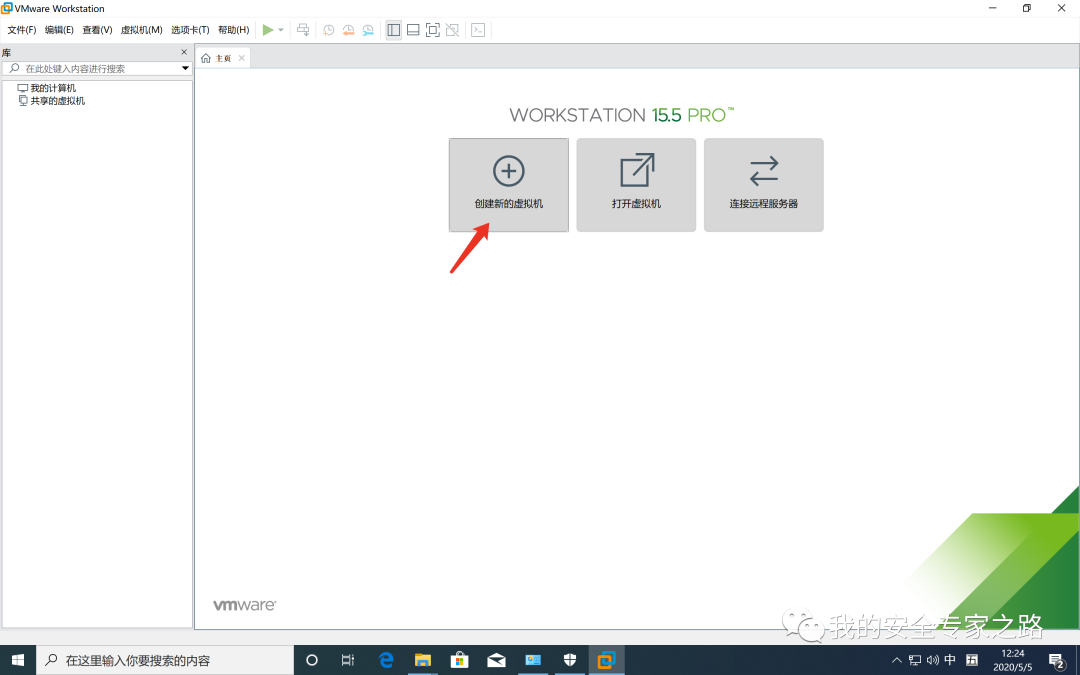 VMware Workstation
文件(F) 编辑(E) 查看(V) 虚拟机(M) 选项卡(T) 帮助(H)
库
在此处键入内容进行搜索
我的计算机
共享的虚拟机
主页
WORKSTATION 15.5 PRO™
创建新的虚拟机 打开虚拟机 连接远程服务器
vmware
我的安全专家之路
在这里输入你要搜索的内容
中
五
12:24
2020/5/5
2